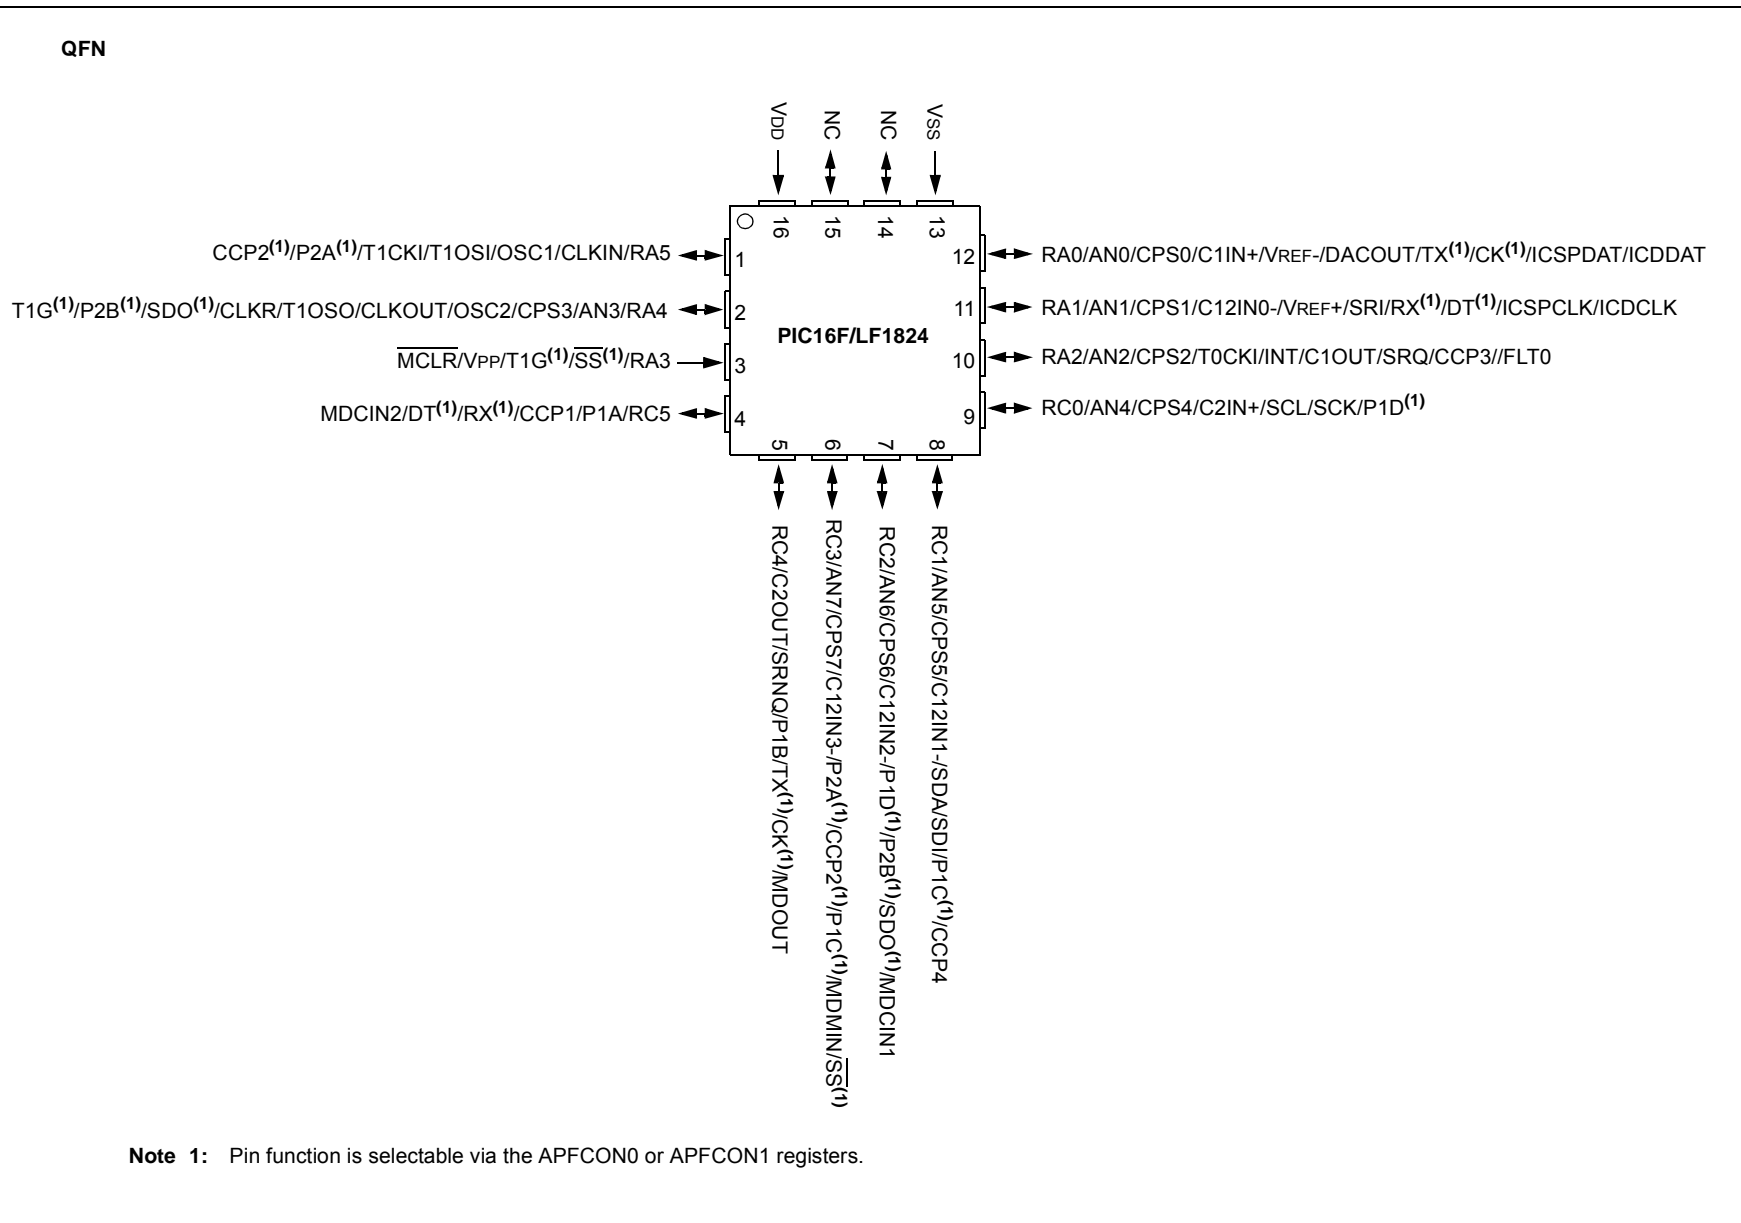 QFN
VDD
NC
NC
VSS
16
15
14
13
CCP2(1)/P2A(1)/T1CKI/T1OSI/OSC1/CLKIN/RA5
1
12
RA0/AN0/CPS0/C1IN+/VREF-/DACOUT/TX(1)/CK(1)/ICSPDAT/ICDDAT
T1G(1)/P2B(1)/SDO(1)/CLKR/T1OSO/CLKOUT/OSC2/CPS3/AN3/RA4
2
11
RA1/AN1/CPS1/C12IN0-/VREF+/SRI/RX(1)/DT(1)/ICSPCLK/ICDCLK
PIC16F/LF1824
MCLR/VPP/T1G(1)/SS(1)/RA3
3
10
RA2/AN2/CPS2/T0CKI/INT/C1OUT/SRQ/CCP3//FLT0
MDCIN2/DT(1)/RX(1)/CCP1/P1A/RC5
4
9
RC0/AN4/CPS4/C2IN+/SCL/SCK/P1D(1)
5
6
7
8
RC4/C2OUT/SRNQ/P1B/TX(1)/CK(1)/MDOUT
RC3/AN7/CPS7/C12IN3-/P2A(1)/CCP2(1)/P1C(1)/MDMIN/SS(1)
RC2/AN6/CPS6/C12IN2-/P1D(1)/P2B(1)/SDO(1)/MDCIN1
RC1/AN5/CPS5/C12IN1-/SDA/SDI/P1C(1)/CCP4
Note 1: Pin function is selectable via the APFCON0 or APFCON1 registers.